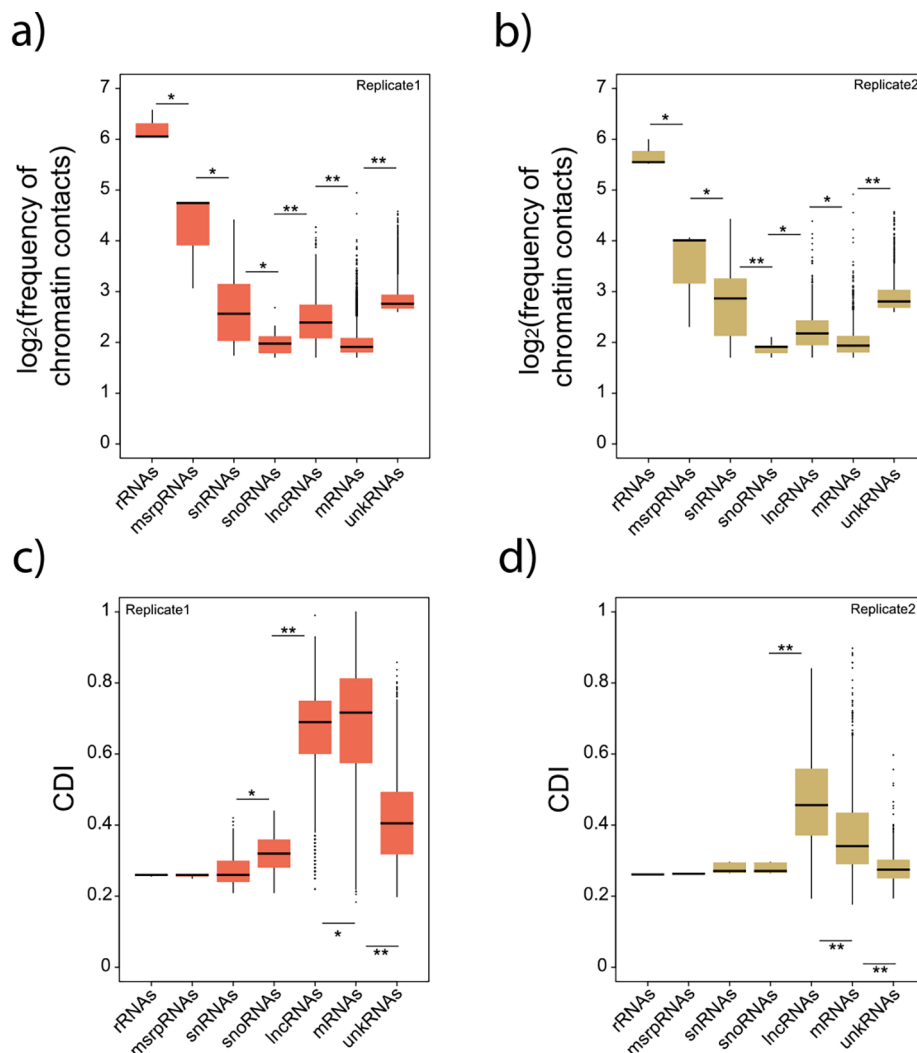 a)
Replicate1
log2(frequency of
chromatin contacts)
7
6
5
4
3
2
1
0
*
*
*
**
**
**
rRNAs
msrpRNAs
snRNAs
snoRNAs
lncRNAs
mRNAs
unkRNAs
b)
Replicate2
log2(frequency of
chromatin contacts)
7
6
5
4
3
2
1
0
*
*
**
*
*
**
rRNAs
msrpRNAs
snRNAs
snoRNAs
lncRNAs
mRNAs
unkRNAs
c)
Replicate1
CDI
1
0.8
0.6
0.4
0.2
0
*
**
*
**
rRNAs
msrpRNAs
snRNAs
snoRNAs
lncRNAs
mRNAs
unkRNAs
d)
Replicate2
CDI
1
0.8
0.6
0.4
0.2
0
**
**
**
rRNAs
msrpRNAs
snRNAs
snoRNAs
lncRNAs
mRNAs
unkRNAs